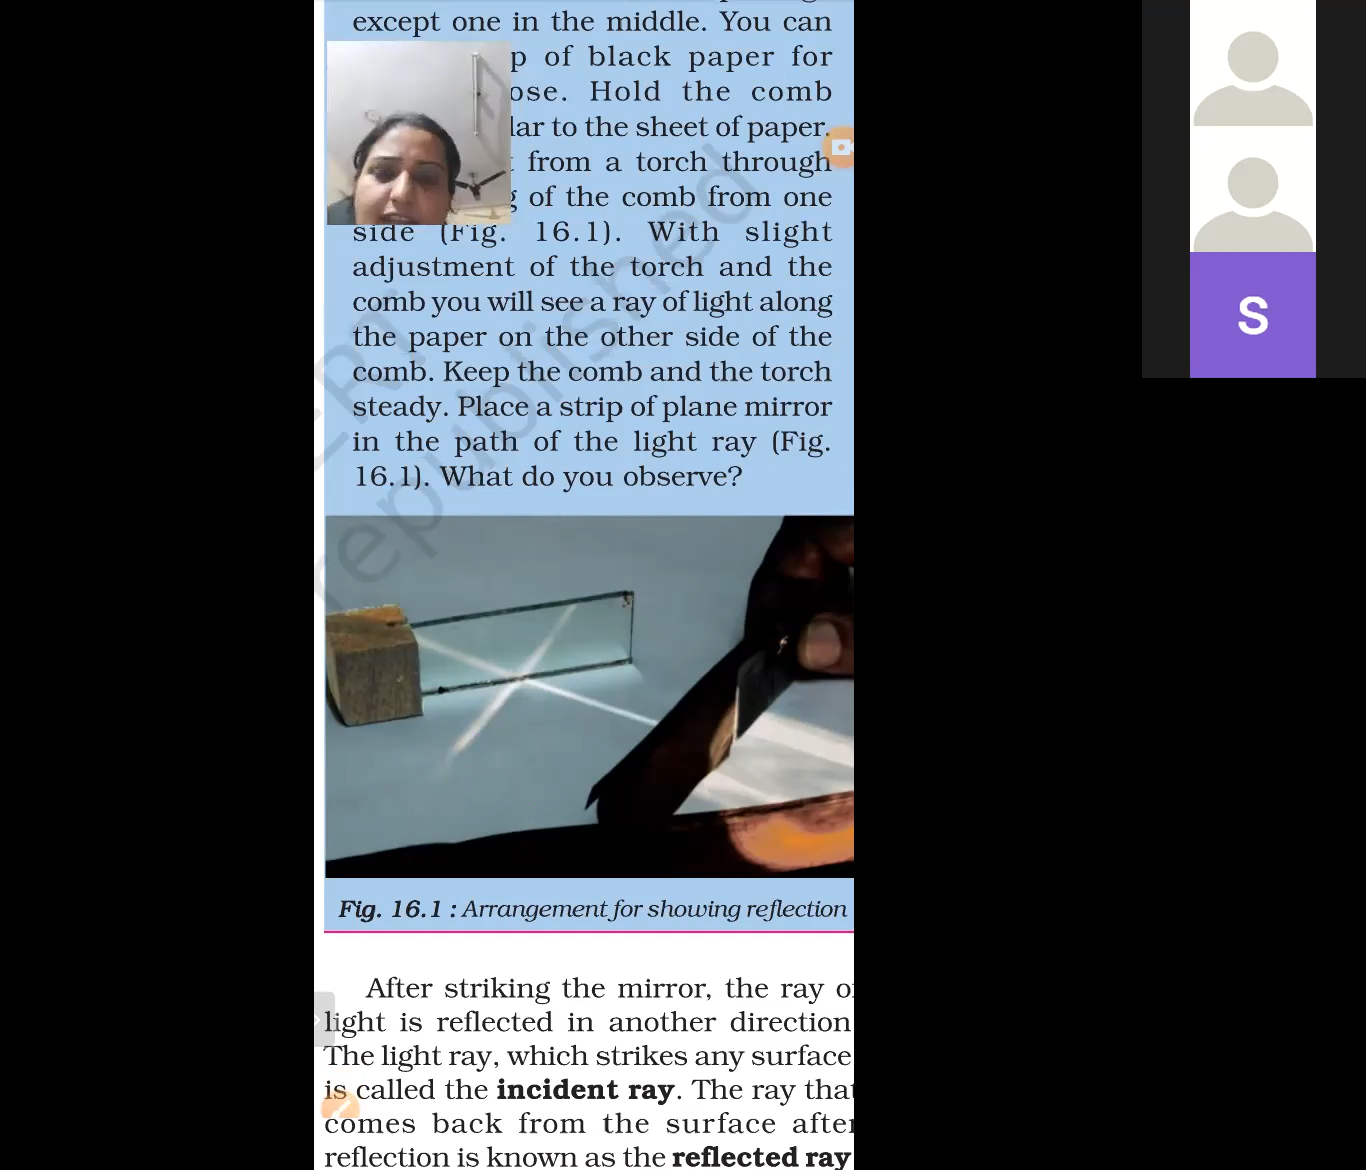 except one in the middle. You can
of black paper for
Hold the comb
to the sheet of paper.
from a torch through
of the comb from one
side (Fig. 16.1). With slight
adjustment of the torch and the
comb you will see a ray of light along
the paper on the other side of the
comb. Keep the comb and the torch
steady. Place a strip of plane mirror
in the path of the light ray (Fig.
16.1). What do you observe?
republished
S
Fig. 16.1 : Arrangement for showing reflection
After striking the mirror, the ray
light is reflected in another direction
The light ray, which strikes any surface
is called the incident ray. The ray
comes back from the surface
reflection is known as the reflected ray